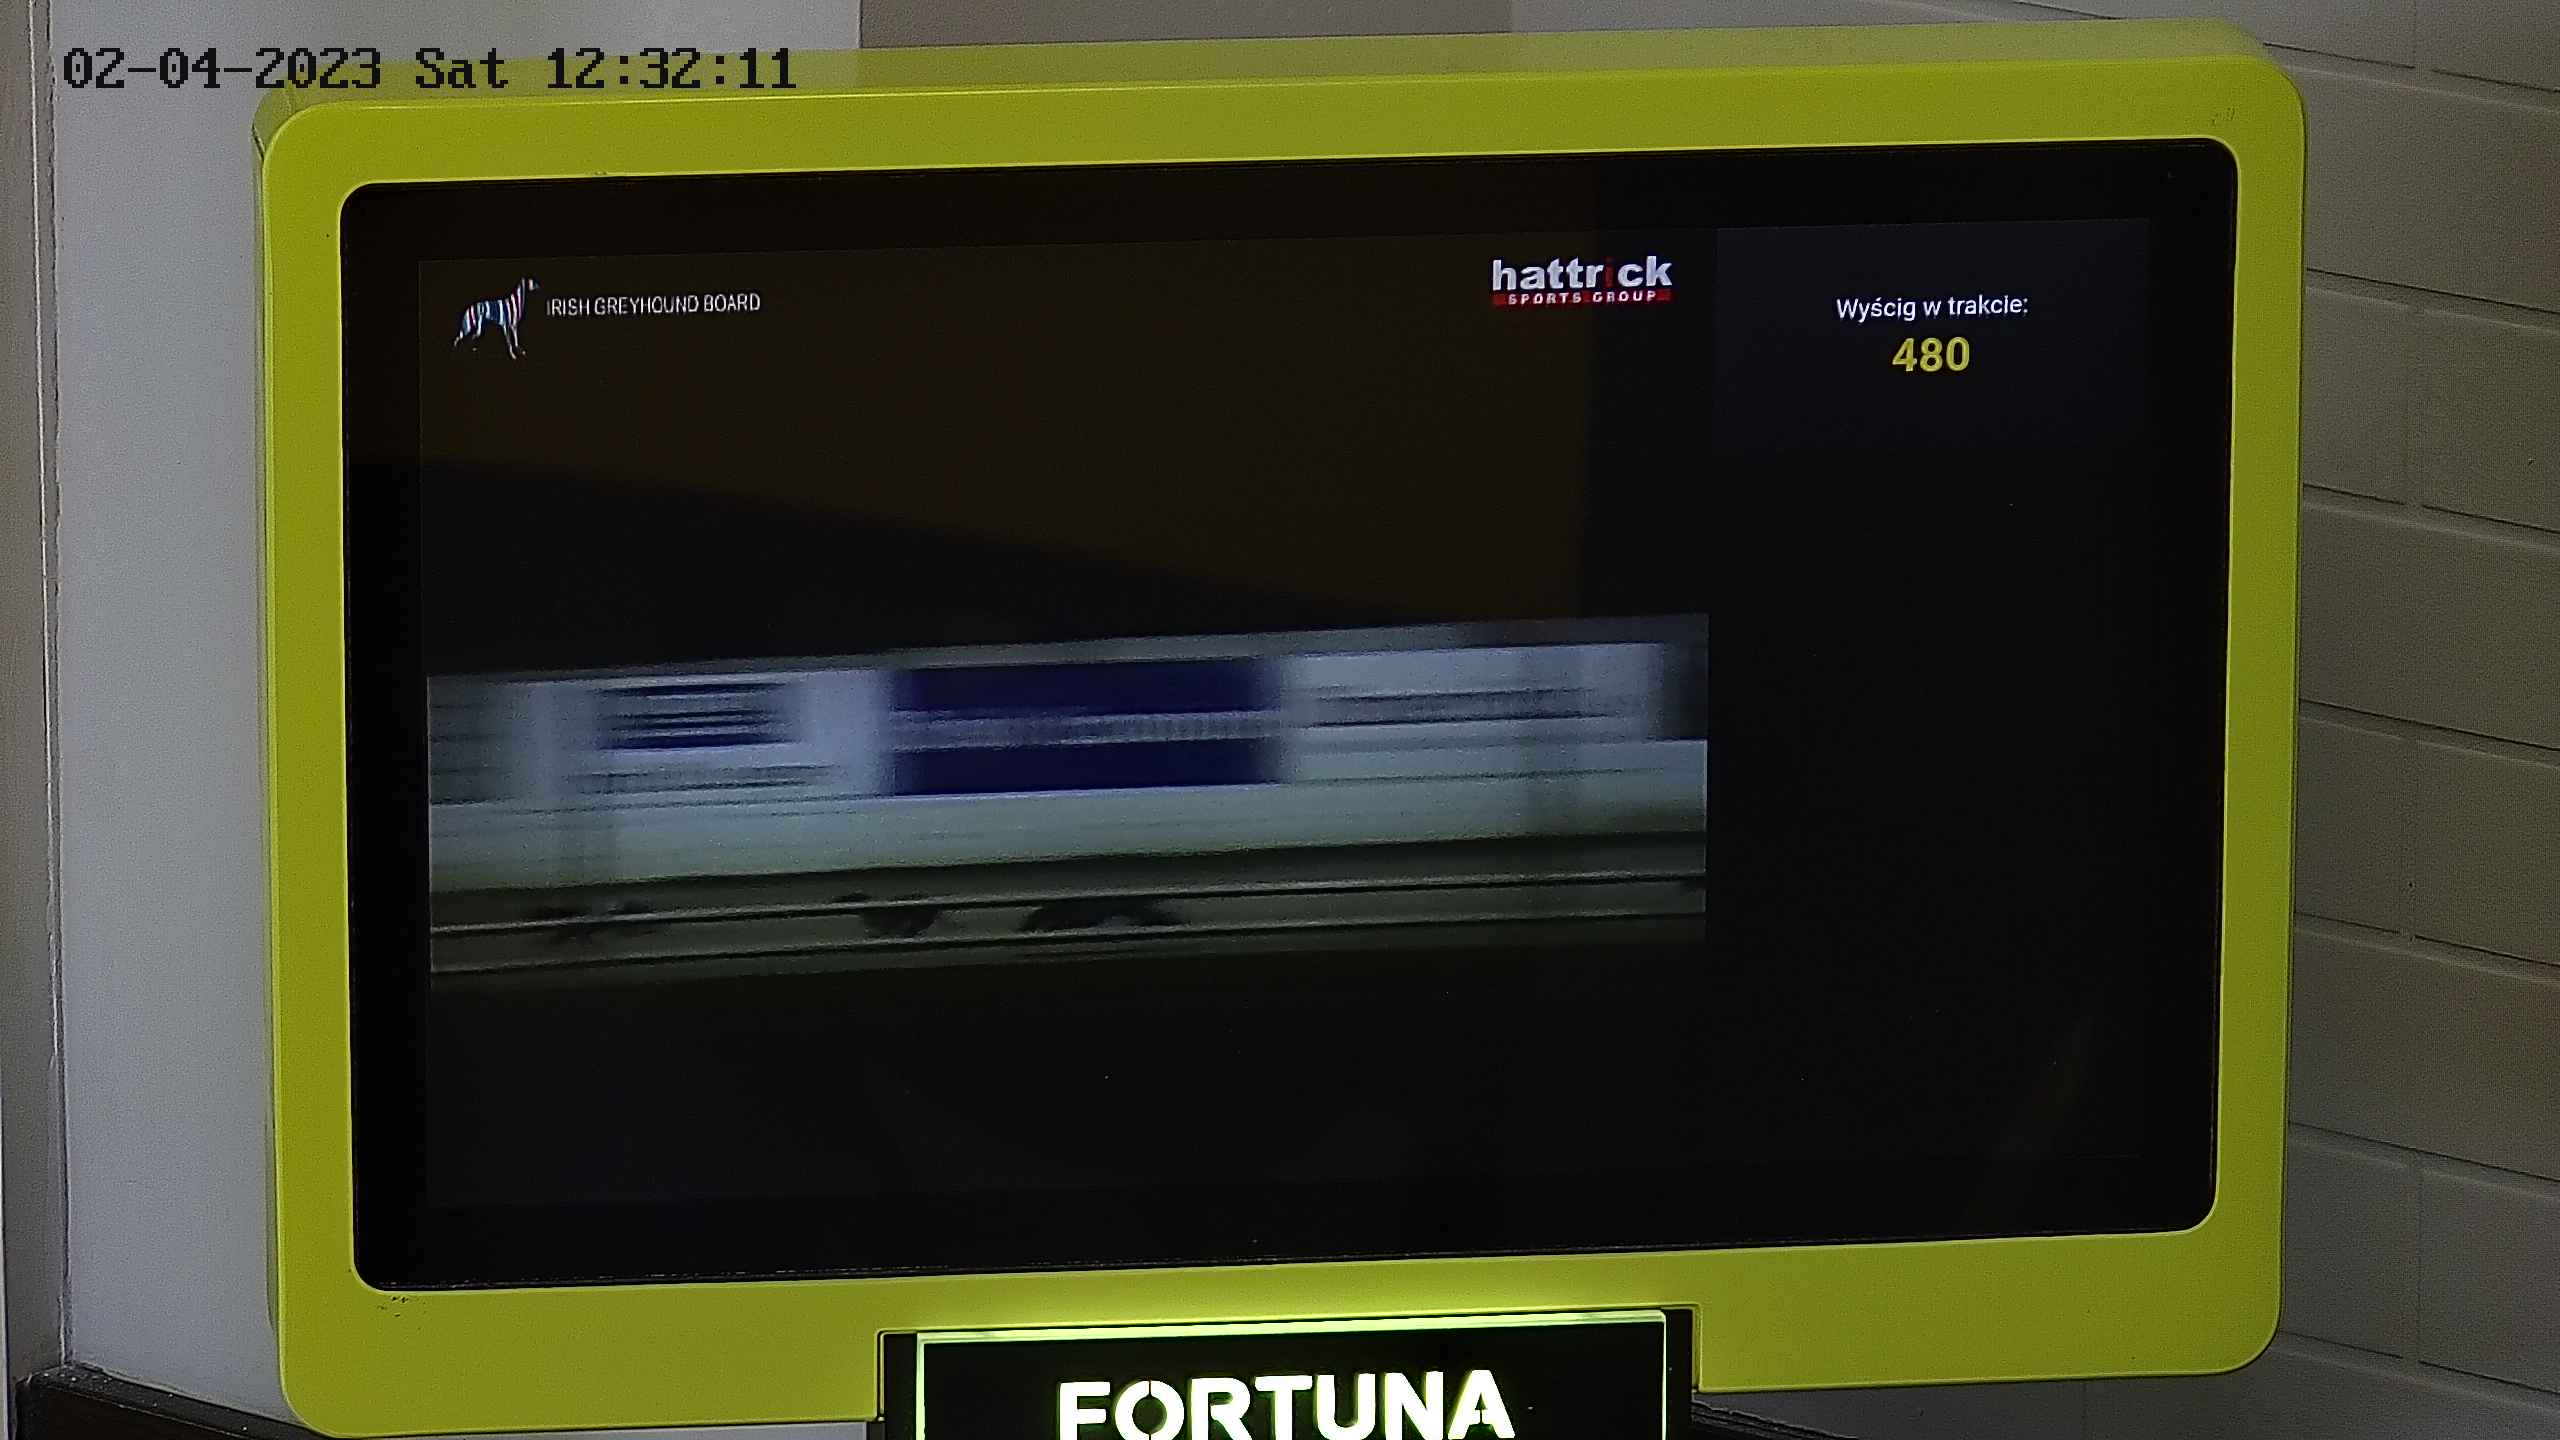 02-04-2023 Sat 12:32:11
IRISH GREYHOUND BOARD
hattrick
SPORTS GROUP
Wyścig w trakcie:
480
FORTUNA